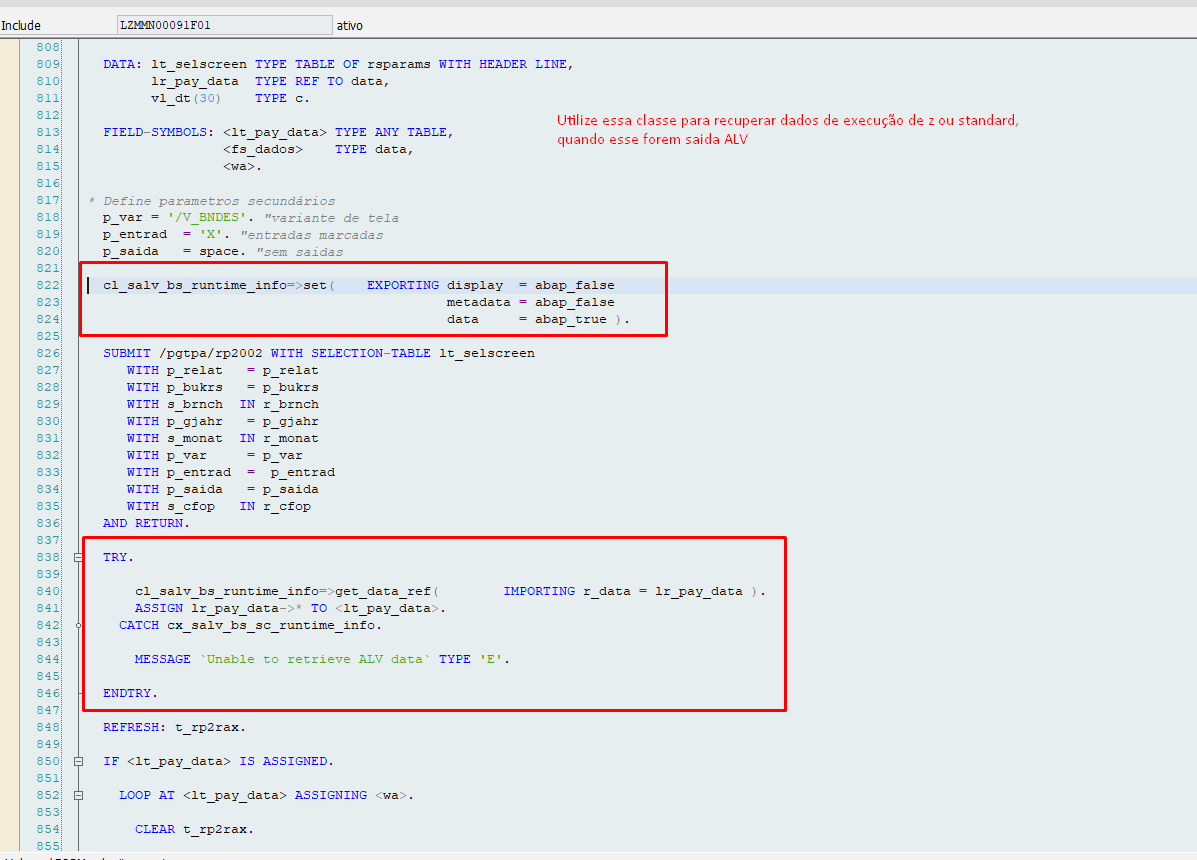 Include LZMMN00091F01 ativo
808
809 DATA: lt_selscreen TYPE TABLE OF rsparams WITH HEADER LINE,
810 lr_pay_data TYPE REF TO data,
811 vl_dt(30) TYPE c.
812
Utilize essa classe para recuperar dados de execução de z ou standard,
quando esse forem saida ALV
813 FIELD-SYMBOLS: <lt_pay_data> TYPE ANY TABLE,
814 <fs_dados> TYPE data,
815 <wa>.
816
817 * Define parametros secundários
818 p_var = '/V_BNDES'. "variante de tela
819 p_entrad = 'X'. "entradas marcadas
820 p_saida = space. "sem saidas
821
822 cl_salv_bs_runtime_info=>set( EXPORTING display = abap_false
823 metadata = abap_false
824 data = abap_true ).
825
826 SUBMIT /pgtpa/rp2002 WITH SELECTION-TABLE lt_selscreen
827 WITH p_relat = p_relat
828 WITH p_bukrs = p_bukrs
829 WITH s_brnch IN r_brnch
830 WITH p_gjahr = p_gjahr
831 WITH s_monat IN r_monat
832 WITH p_var = p_var
833 WITH p_entrad = p_entrad
834 WITH p_saida = p_saida
835 WITH s_cfop IN r_cfop
836 AND RETURN.
837
838 TRY.
839
840 cl_salv_bs_runtime_info=>get_data_ref( IMPORTING r_data = lr_pay_data ).
841 ASSIGN lr_pay_data->* TO <lt_pay_data>.
842 CATCH cx_salv_bs_sc_runtime_info.
843
844 MESSAGE `Unable to retrieve ALV data` TYPE 'E'.
845
846 ENDTRY.
847
848 REFRESH: t_rp2rax.
849
850 IF <lt_pay_data> IS ASSIGNED.
851
852 LOOP AT <lt_pay_data> ASSIGNING <wa>.
853
854 CLEAR t_rp2rax.
855